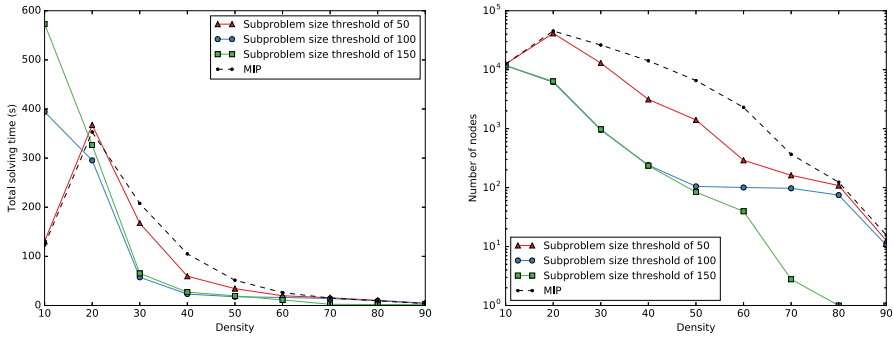 600
500
400
300
200
100
0
Total solving time (s)
Subproblem size threshold of 50
Subproblem size threshold of 100
Subproblem size threshold of 150
MIP
10 20 30 40 50 60 70 80 90
Density
10^5
10^4
10^3
10^2
10^1
10^0
Number of nodes
Subproblem size threshold of 50
Subproblem size threshold of 100
Subproblem size threshold of 150
MIP
10 20 30 40 50 60 70 80 90
Density